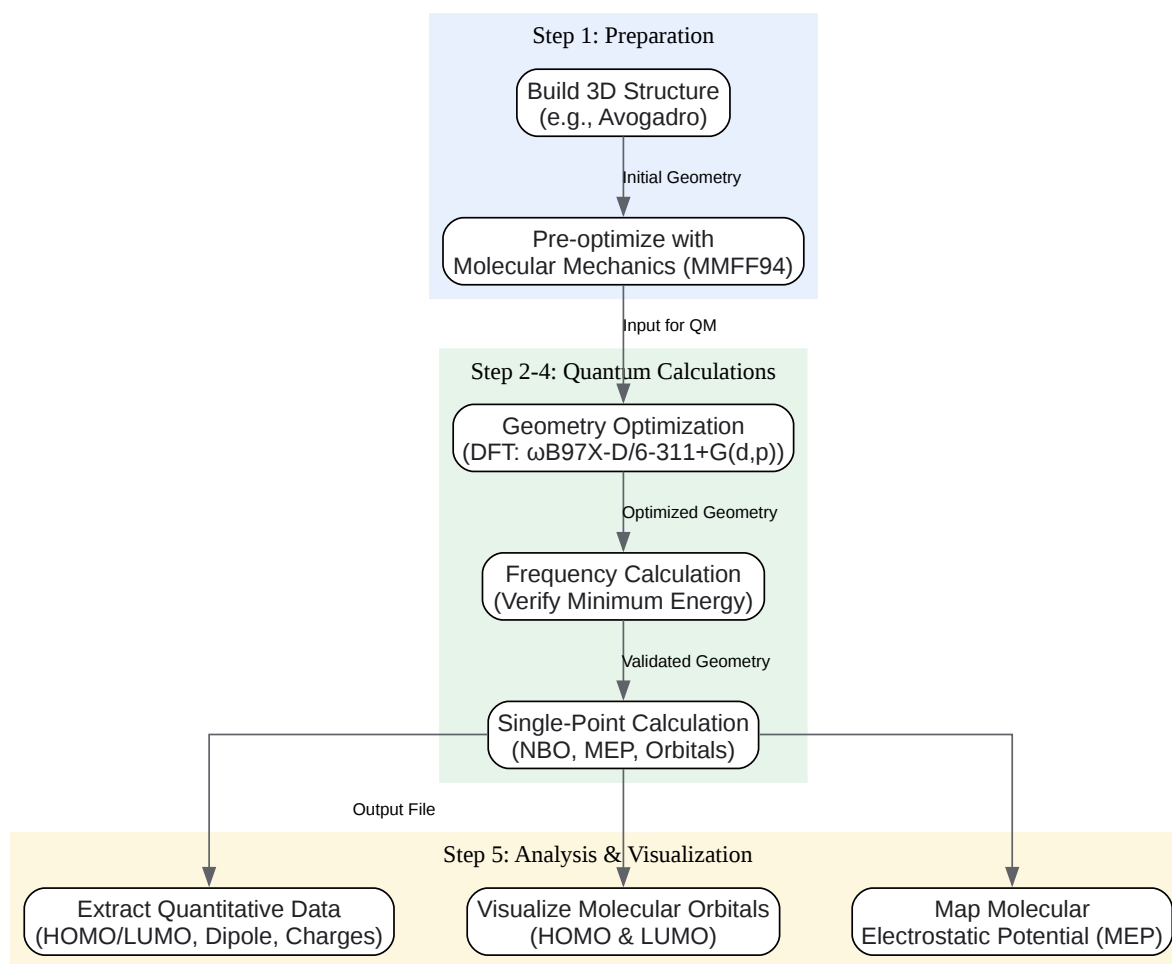 Step 1: Preparation
Build 3D Structure
(e.g., Avogadro)
Initial Geometry
Pre-optimize with
Molecular Mechanics (MMFF94)
Input for QM
Step 2-4: Quantum Calculations
Geometry Optimization
(DFT: ωB97X-D/6-311+G(d,p))
Optimized Geometry
Frequency Calculation
(Verify Minimum Energy)
Validated Geometry
Single-Point Calculation
(NBO, MEP, Orbitals)
Output File
Step 5: Analysis & Visualization
Extract Quantitative Data
(HOMO/LUMO, Dipole, Charges)
Visualize Molecular Orbitals
(HOMO & LUMO)
Map Molecular
Electrostatic Potential (MEP)